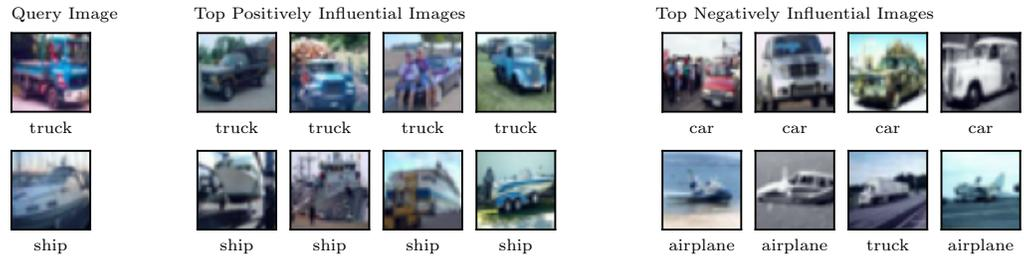 Query Image
Top Positively Influential Images
Top Negatively Influential Images
truck
truck
truck
truck
truck
car
car
car
car
ship
ship
ship
ship
ship
airplane
airplane
truck
airplane